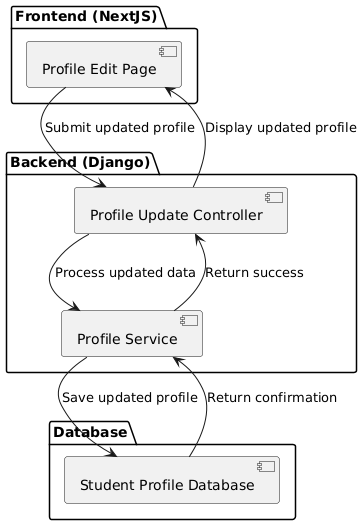 Frontend (NextJS)
Profile Edit Page
Submit updated profile
Display updated profile
Backend (Django)
Profile Update Controller
Process updated data
Return success
Profile Service
Save updated profile
Return confirmation
Database
Student Profile Database